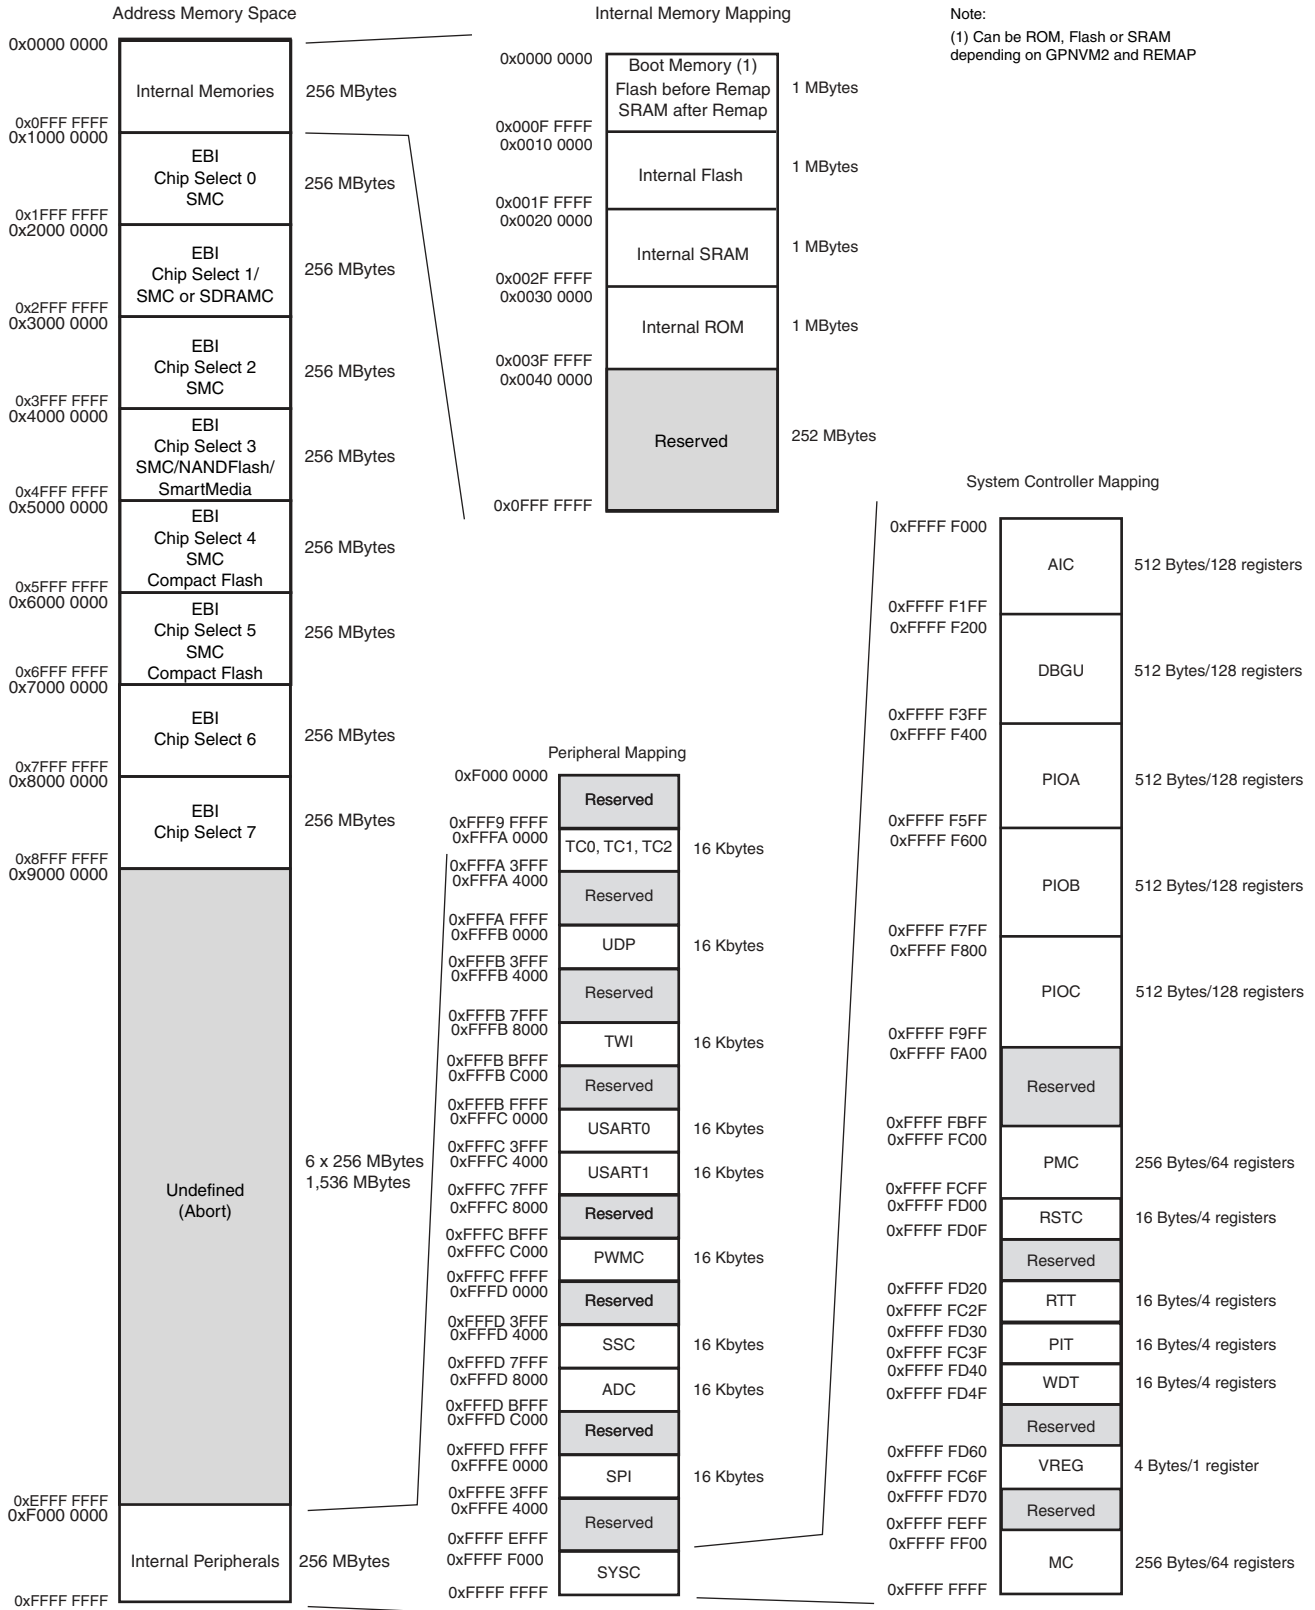 Address Memory Space
0x0000 0000
Internal Memories
256 MBytes
0x0FFF FFFF
0x1000 0000
EBI
Chip Select 0
SMC
256 MBytes
0x1FFF FFFF
0x2000 0000
EBI
Chip Select 1/
SMC or SDRAMC
256 MBytes
0x2FFF FFFF
0x3000 0000
EBI
Chip Select 2
SMC
256 MBytes
0x3FFF FFFF
0x4000 0000
EBI
Chip Select 3
SMC/NANDFlash/
SmartMedia
256 MBytes
0x4FFF FFFF
0x5000 0000
EBI
Chip Select 4
SMC
Compact Flash
256 MBytes
0x5FFF FFFF
0x6000 0000
EBI
Chip Select 5
SMC
Compact Flash
256 MBytes
0x6FFF FFFF
0x7000 0000
EBI
Chip Select 6
256 MBytes
0x7FFF FFFF
0x8000 0000
EBI
Chip Select 7
256 MBytes
0x8FFF FFFF
0x9000 0000
Undefined
(Abort)
6 x 256 MBytes
1,536 MBytes
0xEFFF FFFF
0xF000 0000
Internal Peripherals
256 MBytes
0xFFFF FFFF
Internal Memory Mapping
0x0000 0000
Boot Memory (1)
Flash before Remap
SRAM after Remap
1 MBytes
0x000F FFFF
0x0010 0000
Internal Flash
1 MBytes
0x001F FFFF
0x0020 0000
Internal SRAM
1 MBytes
0x002F FFFF
0x0030 0000
Internal ROM
1 MBytes
0x003F FFFF
0x0040 0000
Reserved
252 MBytes
0x0FFF FFFF
Note:
(1) Can be ROM, Flash or SRAM
depending on GPNVM2 and REMAP
Peripheral Mapping
0xF000 0000
Reserved
0xFFF9 FFFF
0xFFFA 0000
TC0, TC1, TC2
16 Kbytes
0xFFFA 3FFF
0xFFFA 4000
Reserved
0xFFFA FFFF
0xFFFB 0000
UDP
16 Kbytes
0xFFFB 3FFF
0xFFFB 4000
Reserved
0xFFFB 7FFF
0xFFFB 8000
TWI
16 Kbytes
0xFFFB BFFF
0xFFFB C000
Reserved
0xFFFB FFFF
0xFFFC 0000
USART0
16 Kbytes
0xFFFC 3FFF
0xFFFC 4000
USART1
16 Kbytes
0xFFFC 7FFF
0xFFFC 8000
Reserved
0xFFFC BFFF
0xFFFC C000
PWMC
16 Kbytes
0xFFFC FFFF
0xFFFD 0000
Reserved
0xFFFD 3FFF
0xFFFD 4000
SSC
16 Kbytes
0xFFFD 7FFF
0xFFFD 8000
ADC
16 Kbytes
0xFFFD BFFF
0xFFFD C000
Reserved
0xFFFD FFFF
0xFFFE 0000
SPI
16 Kbytes
0xFFFE 3FFF
0xFFFE 4000
Reserved
0xFFFF EFFF
0xFFFF F000
SYSC
0xFFFF FFFF
System Controller Mapping
0xFFFF F000
AIC
512 Bytes/128 registers
0xFFFF F1FF
0xFFFF F200
DBGU
512 Bytes/128 registers
0xFFFF F3FF
0xFFFF F400
PIOA
512 Bytes/128 registers
0xFFFF F5FF
0xFFFF F600
PIOB
512 Bytes/128 registers
0xFFFF F7FF
0xFFFF F800
PIOC
512 Bytes/128 registers
0xFFFF F9FF
0xFFFF FA00
Reserved
0xFFFF FBFF
0xFFFF FC00
PMC
256 Bytes/64 registers
0xFFFF FCFF
0xFFFF FD00
RSTC
16 Bytes/4 registers
0xFFFF FD0F
Reserved
0xFFFF FD20
RTT
16 Bytes/4 registers
0xFFFF FC2F
0xFFFF FD30
PIT
16 Bytes/4 registers
0xFFFF FC3F
0xFFFF FD40
WDT
16 Bytes/4 registers
0xFFFF FD4F
Reserved
0xFFFF FD60
VREG
4 Bytes/1 register
0xFFFF FC6F
0xFFFF FD70
Reserved
0xFFFF FEFF
0xFFFF FF00
MC
256 Bytes/64 registers
0xFFFF FFFF